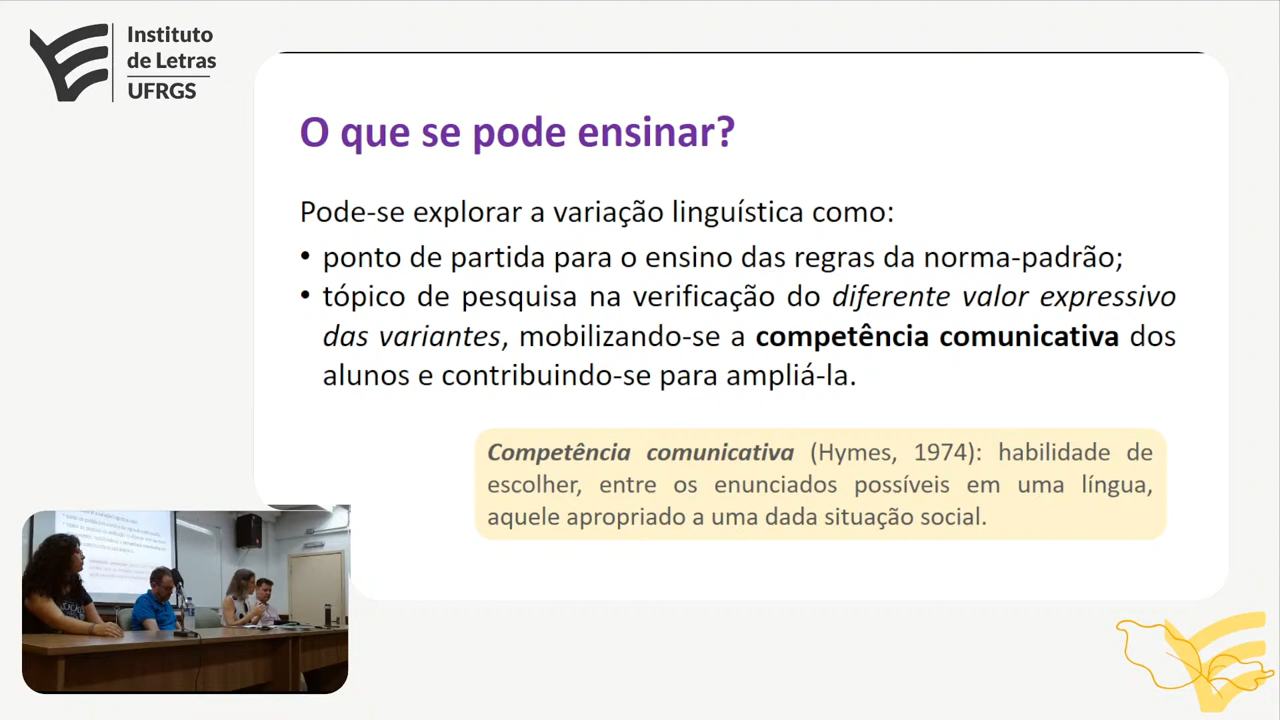 Instituto
de Letras
UFRGS
O que se pode ensinar?
Pode-se explorar a variação linguística como:
• ponto de partida para o ensino das regras da norma-padrão;
• tópico de pesquisa na verificação do diferente valor expressivo
das variantes, mobilizando-se a competência comunicativa dos
alunos e contribuindo-se para ampliá-la.
Competência comunicativa (Hymes, 1974): habilidade de
escolher, entre os enunciados possíveis em uma língua,
aquele apropriado a uma dada situação social.